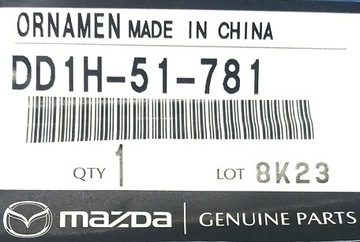 ORNAMEN MADE IN CHINA
DD1H-51-781
QTY 1 LOT 8K23
mazda GENUINE PARTS